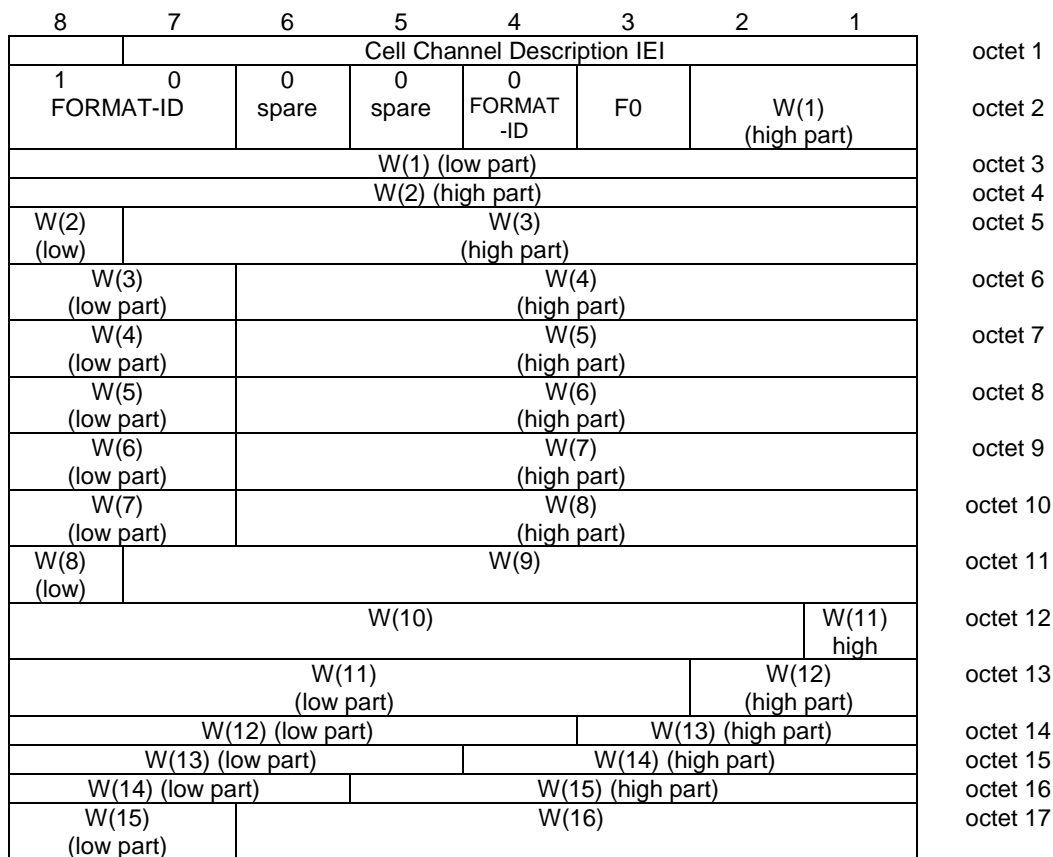 8 7 6 5 4 3 2 1
Cell Channel Description IEI octet 1
1 0 0 0 0
FORMAT-ID spare spare FORMAT F0 W(1) octet 2
-ID (high part)
W(1) (low part) octet 3
W(2) (high part) octet 4
W(2) W(3) octet 5
(low) (high part)
W(3) W(4) octet 6
(low part) (high part)
W(4) W(5) octet 7
(low part) (high part)
W(5) W(6) octet 8
(low part) (high part)
W(6) W(7) octet 9
(low part) (high part)
W(7) W(8) octet 10
(low part) (high part)
W(8) W(9) octet 11
(low)
W(10) W(11) octet 12
high
W(11) W(12) octet 13
(low part) (high part)
W(12) (low part) W(13) (high part) octet 14
W(13) (low part) W(14) (high part) octet 15
W(14) (low part) W(15) (high part) octet 16
W(15) W(16) octet 17
(low part)